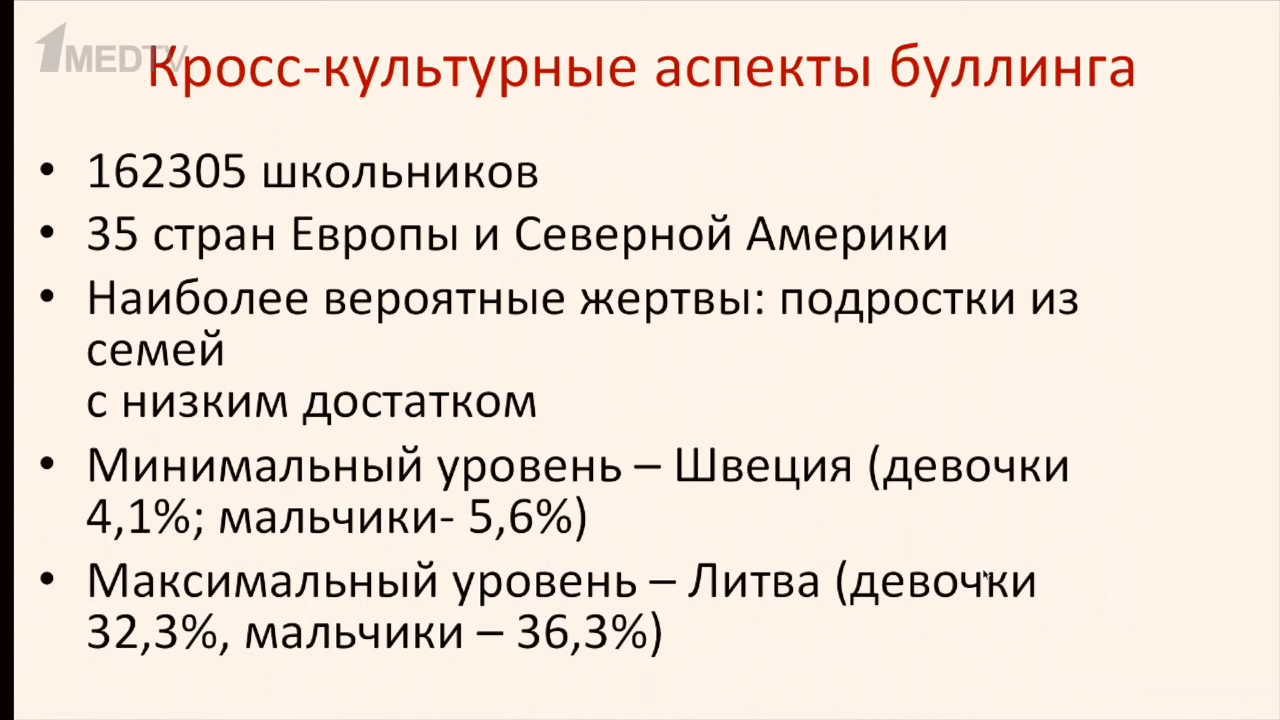 1MEDTV
Кросс-культурные аспекты буллинга
• 162305 школьников
• 35 стран Европы и Северной Америки
• Наиболее вероятные жертвы: подростки из
семей
с низким достатком
• Минимальный уровень – Швеция (девочки
4,1%; мальчики- 5,6%)
• Максимальный уровень – Литва (девочки
32,3%, мальчики – 36,3%)